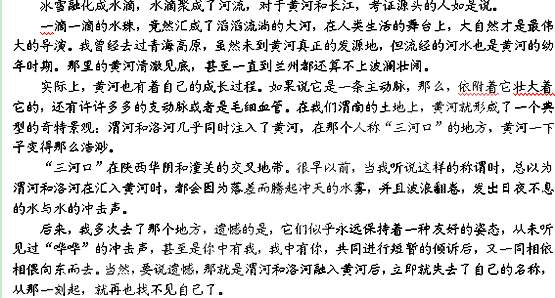 冰雪融化成水滴，水滴聚成了河流，对于黄河和长江，考证源头的人如是说。
一滴一滴的水珠，竟然汇成了滔滔流淌的大河，在人类生活的舞台上，大自然才是最伟
大的导演。我曾经去过青海高原，虽然未到黄河真正的发源地，但流经的河水也是黄河的幼
年时期。那里的黄河清澈见底，甚至一直到兰州都还算不上波澜壮阔。
实际上，黄河也有着自己的成长过程。如果说它是一条主动脉，那么，依附着它壮大着
它的，还有许许多多的支动脉或者是毛细血管。在我们渭南的土地上，黄河就形成了一个典
型的奇特景观：渭河和洛河几乎同时注入了黄河，在那个人称“三河口”的地方，黄河一下
子变得那么浩渺。
“三河口”在陕西华阴和潼关的交叉地带。很早以前，当我听说这样的称谓时，总以为
渭河和洛河在汇入黄河时，都会因为落差而腾起冲天的水雾，并且波浪翻卷，发出日夜不息
的水与水的冲击声。
后来，我多次去了那个地方，遗憾的是，它们似乎永远保持着一种友好的姿态，从未听
见过“哗哗”的冲击声，甚至是你中有我，我中有你，共同进行短暂的倾诉后，又一同相依
相偎向东而去。当然，要说遗憾，那就是渭河和洛河融入黄河后，立即就失去了自己的名称，
从那一刻起，就再也找不见自己了。